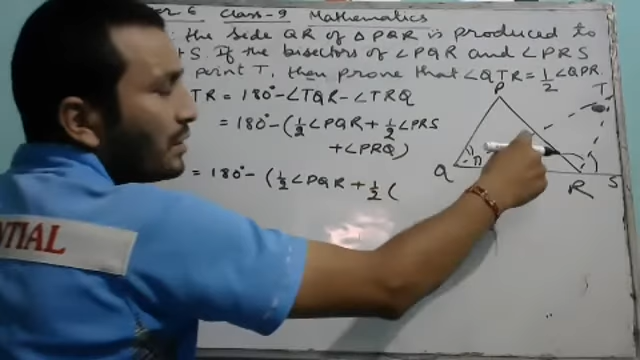 6 Class-9 Mathematics
the side QR of △PQR is produced to
S. If the bisectors of ∠PQR and ∠PRS
point T, then prove that ∠QTR = 1/2 ∠QPR.
TR = 180° - ∠TQR - ∠TRQ
= 180° - (1/2 ∠PQR + 1/2 ∠PRS
+ ∠PRQ)
= 180° - (1/2 ∠PQR + 1/2 (
P
T
Q
R
S
NTIAL